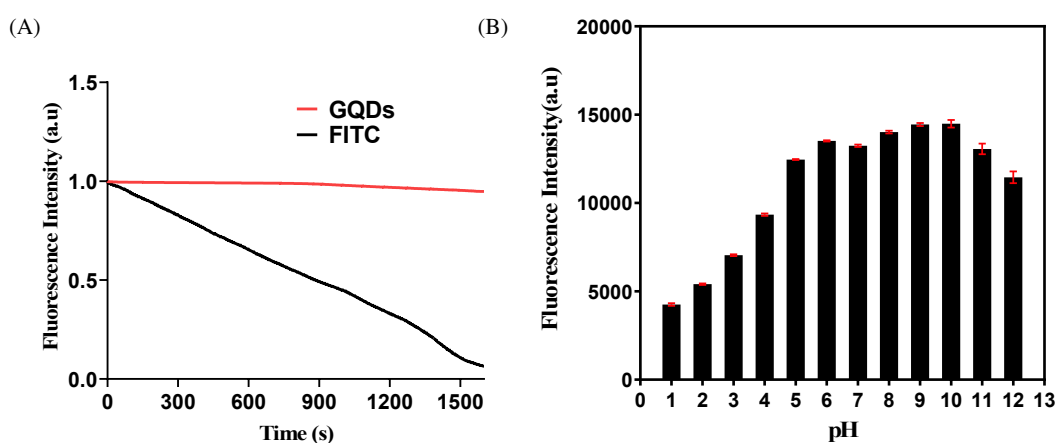 (A)
Fluorescence Intensity (a.u)
1.5
1.0
0.5
0.0
GQDs
FITC
0 300 600 900 1200 1500
Time (s)
(B)
Fluorescence Intensity(a.u)
20000
15000
10000
5000
0
0 1 2 3 4 5 6 7 8 9 10 11 12 13
pH